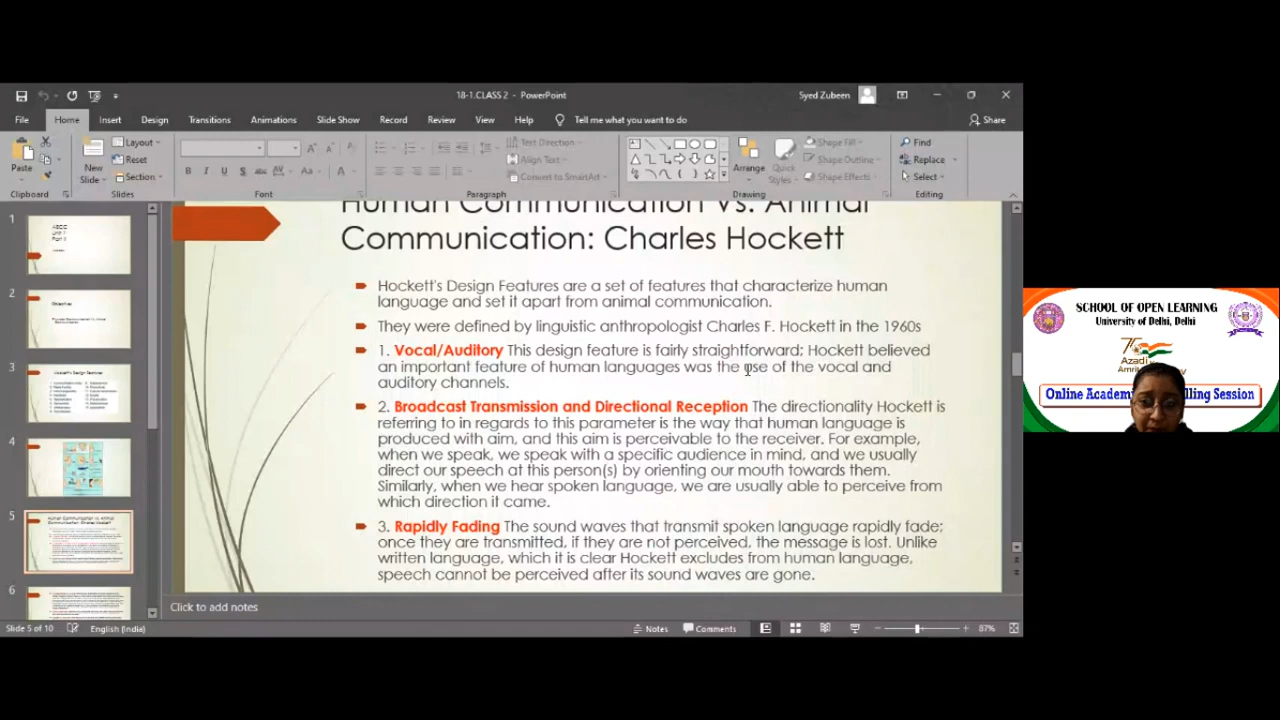 18-1.CLASS 2 - PowerPoint
Syed Zubeen
File Home Insert Design Transitions Animations Slide Show Record Review View Help Tell me what you want to do Share
Paste
Clipboard
New Slide
Layout
Reset
Section
Slides
B I U S abc Aa A
Font
Text Direction
Align Text
Convert to SmartArt
Paragraph
Arrange
Quick Styles
Shape Fill
Shape Outline
Shape Effects
Drawing
Find
Replace
Select
Editing
1
2
3
4
5
6
Human Communication Vs. Animal
Communication: Charles Hockett
Hockett's Design Features are a set of features that characterize human
language and set it apart from animal communication.
They were defined by linguistic anthropologist Charles F. Hockett in the 1960s
1. Vocal/Auditory This design feature is fairly straightforward; Hockett believed
an important feature of human languages was the use of the vocal and
auditory channels.
2. Broadcast Transmission and Directional Reception The directionality Hockett is
referring to in regards to this parameter is the way that human language is
produced with aim, and this aim is perceivable to the receiver. For example,
when we speak, we speak with a specific audience in mind, and we usually
direct our speech at this person(s) by orienting our mouth towards them.
Similarly, when we hear spoken language, we are usually able to perceive from
which direction it came.
3. Rapidly Fading The sound waves that transmit spoken language rapidly fade;
once they are transmitted, if they are not perceived, the message is lost. Unlike
written language, which it is clear Hockett excludes from human language,
speech cannot be perceived after its sound waves are gone.
Click to add notes
Slide 5 of 10 English (India) Notes Comments 87%
SCHOOL OF OPEN LEARNING
University of Delhi, Delhi
75
Azadi
Amrit
Online Academ lling Session